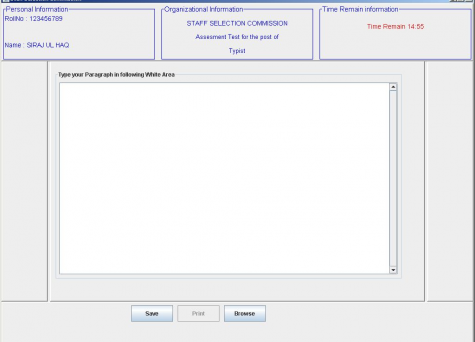 Personal Information
RollNo : 123456789
Name : SIRAJ UL HAQ
Organizational Information
STAFF SELECTION COMMISSION
Assesment Test for the post of
Typist
Time Remain information
Time Remain 14:55
Type your Paragraph in following White Area
Save
Print
Browse